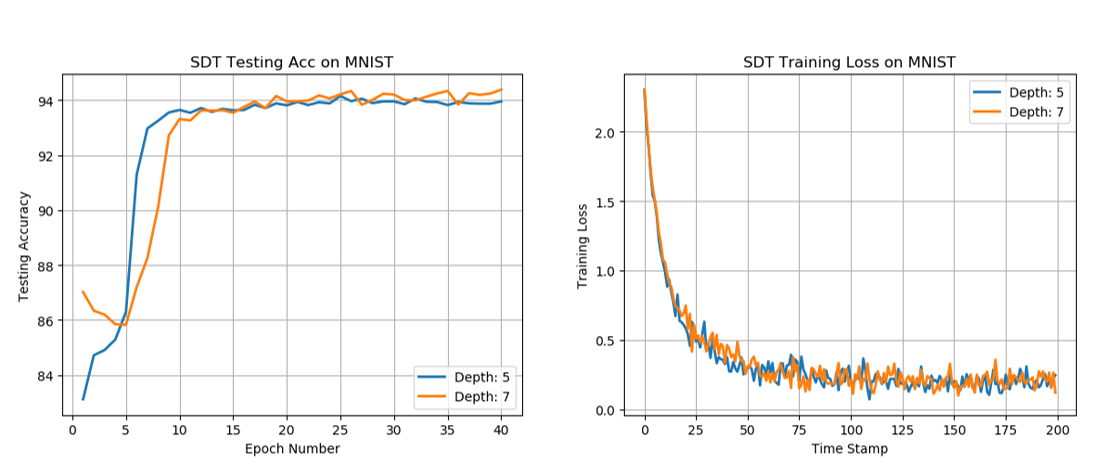 SDT Testing Acc on MNIST
94
92
90
88
86
84
Testing Accuracy
0 5 10 15 20 25 30 35 40
Epoch Number
Depth: 5
Depth: 7
SDT Training Loss on MNIST
2.0
1.5
1.0
0.5
0.0
Training Loss
0 25 50 75 100 125 150 175 200
Time Stamp
Depth: 5
Depth: 7